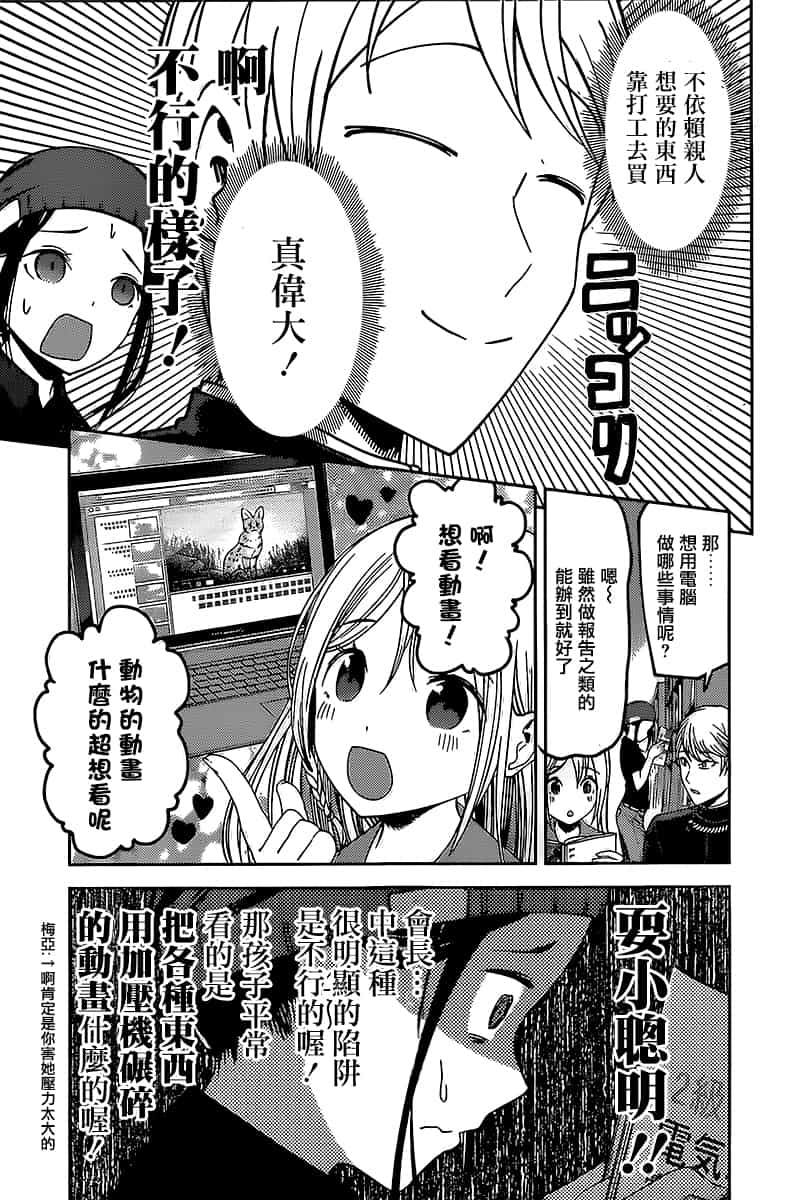 不依賴親人
想要的東西
靠打工去買
ニッコリ
真偉大！
啊
不行的樣子！
那……
想用電腦
做哪些事情呢？
嗯～
雖然做報告之類的
能辦到就好了
啊！
想看動畫！
動物的動畫
什麼的超想看呢
耍小聰明！！
2級
電気
會長…
中這種
很明顯的陷阱
是不行的喔！
那孩子平常
看的是
把各種東西
用加壓機碾碎
的動畫什麼的喔！
梅亞:→啊肯定是你害她壓力太大的